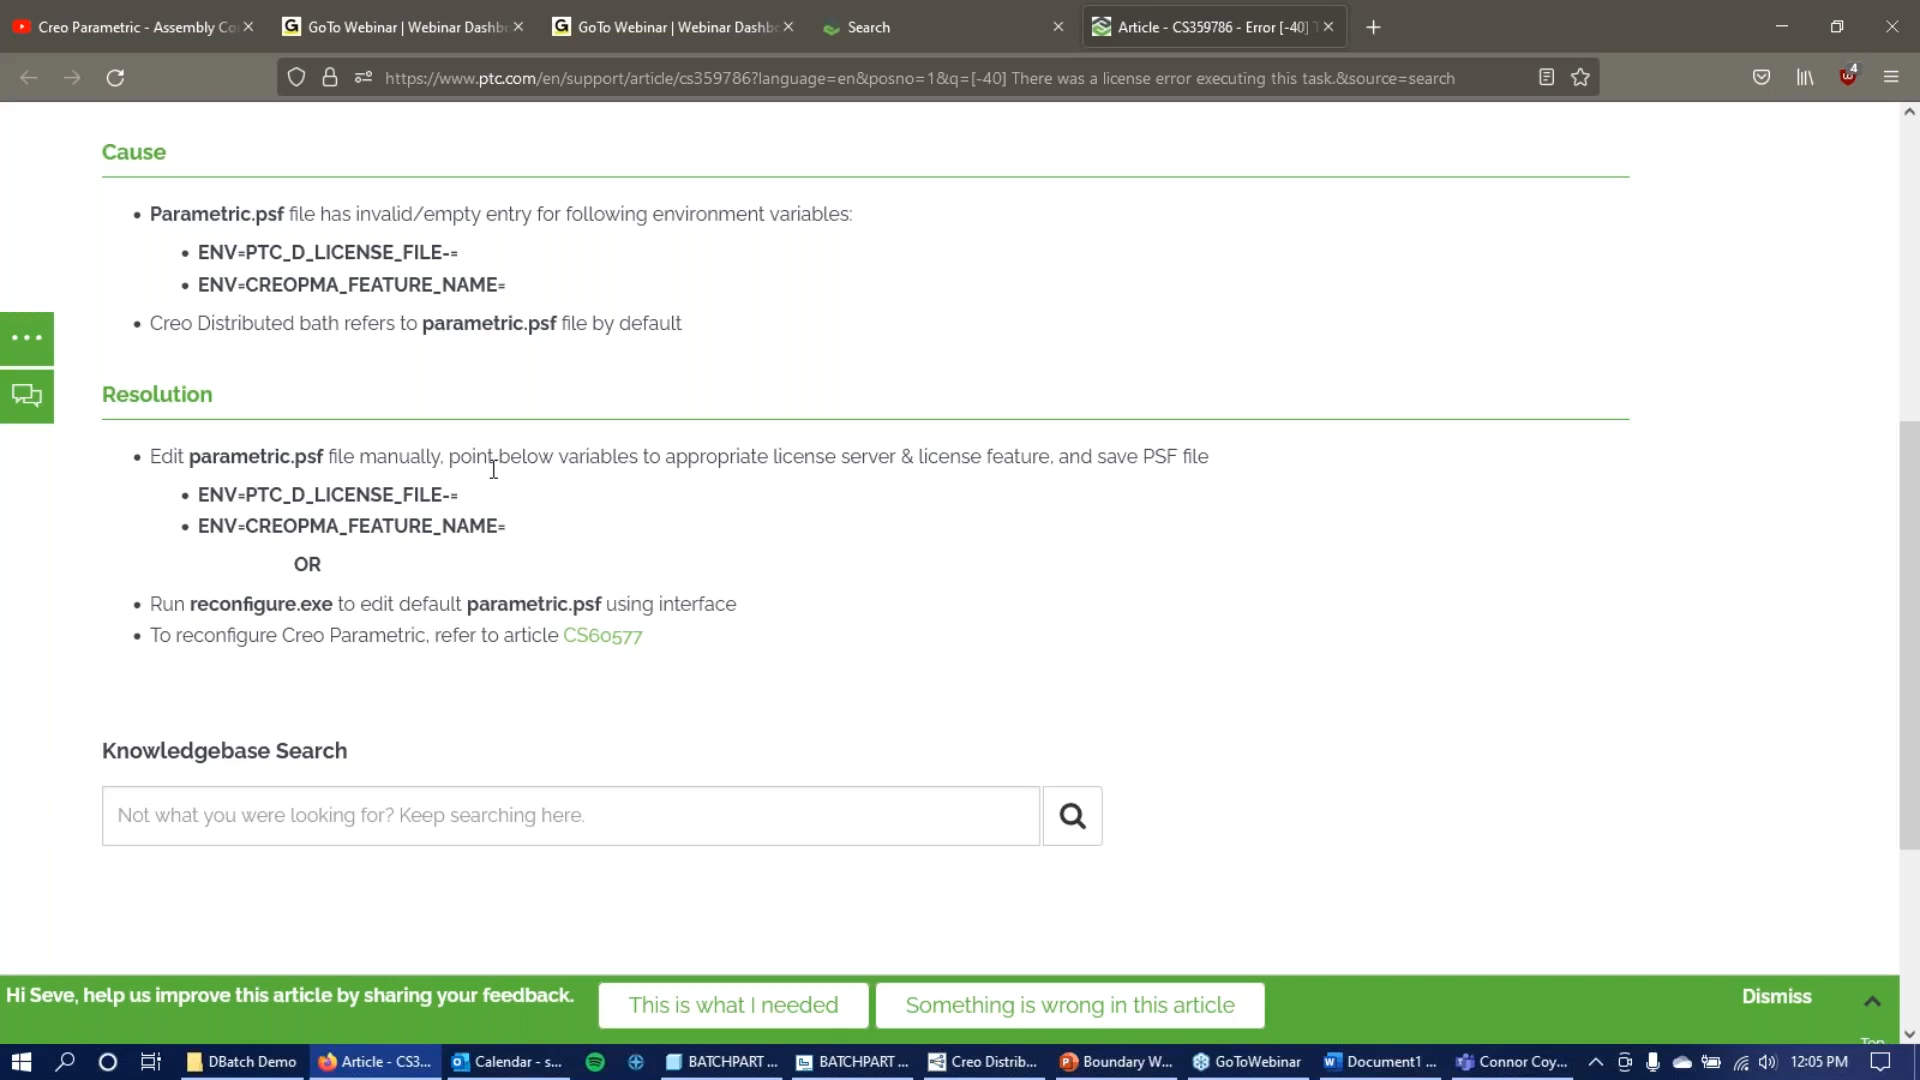 Creo Parametric - Assembly Co
GoTo Webinar | Webinar Dashbo
GoTo Webinar | Webinar Dashbo
Search
Article - CS359786 - Error [-40] T
https://www.ptc.com/en/support/article/cs359786?language=en&posno=1&q=[-40] There was a license error executing this task.&source=search
4
Cause
• Parametric.psf file has invalid/empty entry for following environment variables:
• ENV=PTC_D_LICENSE_FILE-=
• ENV=CREOPMA_FEATURE_NAME=
• Creo Distributed bath refers to parametric.psf file by default
Resolution
• Edit parametric.psf file manually, point below variables to appropriate license server & license feature, and save PSF file
• ENV=PTC_D_LICENSE_FILE-=
• ENV=CREOPMA_FEATURE_NAME=
OR
• Run reconfigure.exe to edit default parametric.psf using interface
• To reconfigure Creo Parametric, refer to article CS60577
Knowledgebase Search
Not what you were looking for? Keep searching here.
Hi Seve, help us improve this article by sharing your feedback.
This is what I needed
Something is wrong in this article
Dismiss
Top
DBatch Demo
Article - CS3...
Calendar - s...
BATCHPART ...
BATCHPART ...
Creo Distrib...
Boundary W...
GoToWebinar
Document1 ...
Connor Coy...
12:05 PM